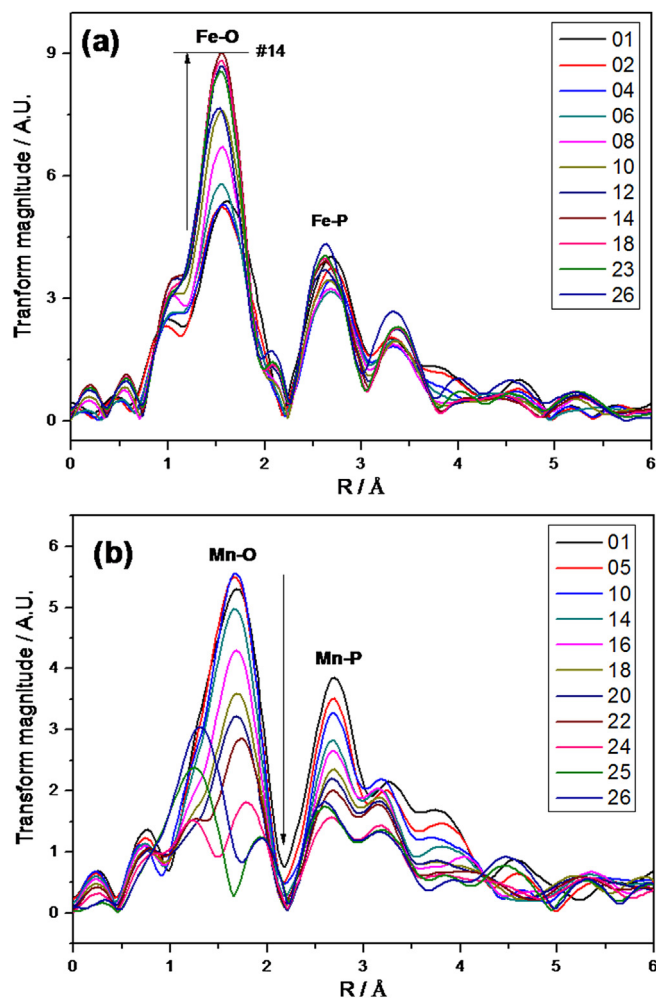 (a)
Fe-O
#14
Fe-P
01
02
04
06
08
10
12
14
18
23
26
Tranform magnitude / A.U.
9
6
3
0
0 1 2 3 4 5 6
R / Å
(b)
Mn-O
Mn-P
01
05
10
14
16
18
20
22
24
25
26
Transform magnitude / A.U.
6
5
4
3
2
1
0
0 1 2 3 4 5 6
R / Å